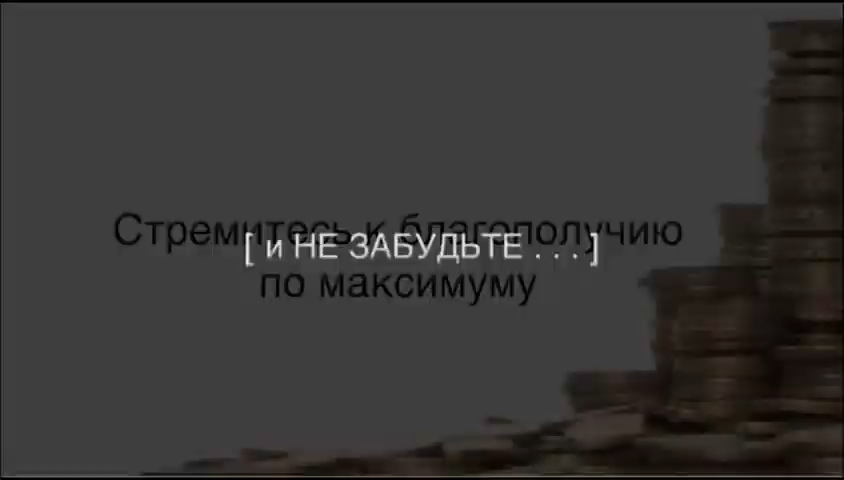 Стремитесь к благополучию
[ и НЕ ЗАБУДЬТЕ . . . ]
по максимуму